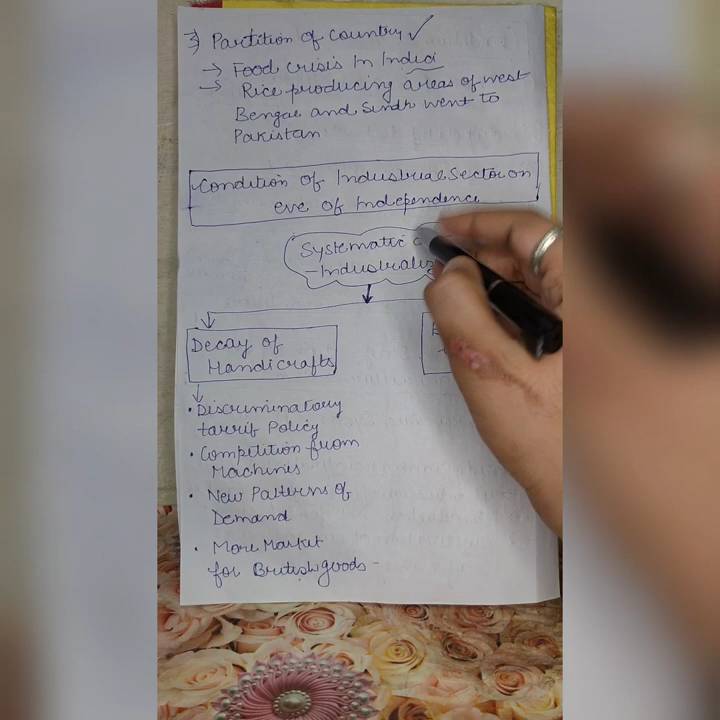 3) Partition of Country ✓
→ Food crisis In India
→ Rice producing areas of west
Bengal and Sindh went to
Pakistan
Condition of Industrial Sector on
eve of Independence
Systematic
Decay of
Handicrafts
• Discriminatory
tarrif Policy
• Competition from
Machines
• New Patterns of
Demand
• More Market
for British goods -